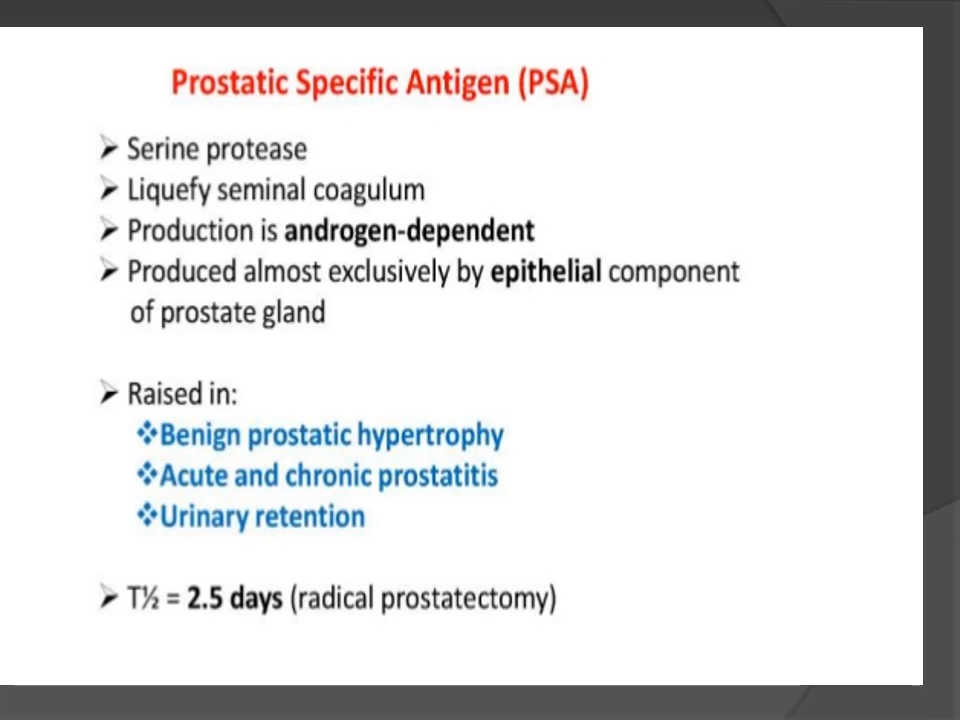 Prostatic Specific Antigen (PSA)
➢ Serine protease
➢ Liquefy seminal coagulum
➢ Production is androgen-dependent
➢ Produced almost exclusively by epithelial component
of prostate gland
➢ Raised in:
❖Benign prostatic hypertrophy
❖Acute and chronic prostatitis
❖Urinary retention
➢ T½ = 2.5 days (radical prostatectomy)